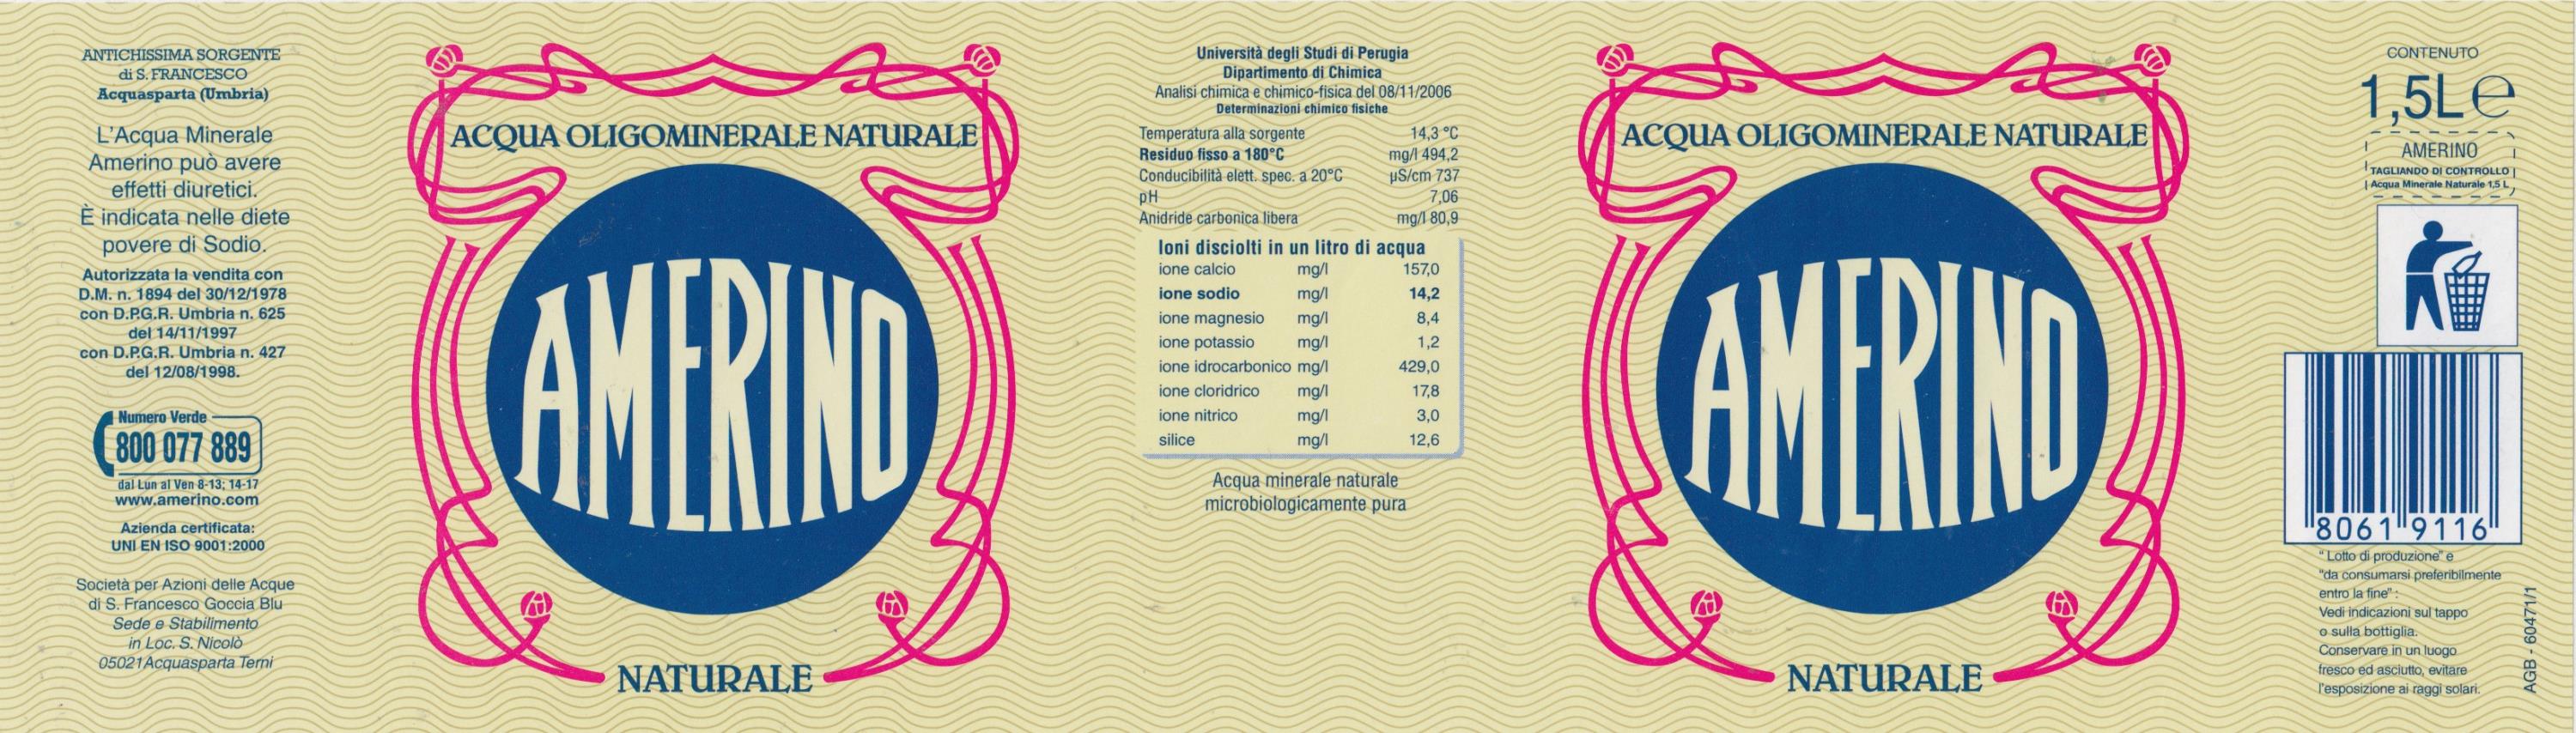 ANTICHISSIMA SORGENTE
di S. FRANCESCO
Acquasparta (Umbria)
L'Acqua Minerale
Amerino può avere
effetti diuretici.
È indicata nelle diete
povere di Sodio.
Autorizzata la vendita con
D.M. n. 1894 del 30/12/1978
con D.P.G.R. Umbria n. 625
del 14/11/1997
con D.P.G.R. Umbria n. 427
del 12/08/1998.
Numero Verde
800 077 889
dal Lun al Ven 8-13; 14-17
www.amerino.com
Azienda certificata:
UNI EN ISO 9001:2000
Società per Azioni delle Acque
di S. Francesco Goccia Blu
Sede e Stabilimento
in Loc. S. Nicolò
05021 Acquasparta Terni
ACQUA OLIGOMINERALE NATURALE
AMERINO
NATURALE
Università degli Studi di Perugia
Dipartimento di Chimica
Analisi chimica e chimico-fisica del 08/11/2006
Determinazioni chimico fisiche
Temperatura alla sorgente 14,3 °C
Residuo fisso a 180°C mg/l 494,2
Conducibilità elett. spec. a 20°C µS/cm 737
pH 7,06
Anidride carbonica libera mg/l 80,9
Ioni disciolti in un litro di acqua
ione calcio mg/l 157,0
ione sodio mg/l 14,2
ione magnesio mg/l 8,4
ione potassio mg/l 1,2
ione idrocarbonico mg/l 429,0
ione cloridrico mg/l 17,8
ione nitrico mg/l 3,0
silice mg/l 12,6
Acqua minerale naturale
microbiologicamente pura
ACQUA OLIGOMINERALE NATURALE
AMERINO
NATURALE
CONTENUTO
1,5L e
AMERINO
TAGLIANDO DI CONTROLLO
Acqua Minerale Naturale 1,5 L
8061 9116
"Lotto di produzione" e
"da consumarsi preferibilmente
entro la fine":
Vedi indicazioni sul tappo
o sulla bottiglia.
Conservare in un luogo
fresco ed asciutto, evitare
l'esposizione ai raggi solari.
AGB - 60471/1